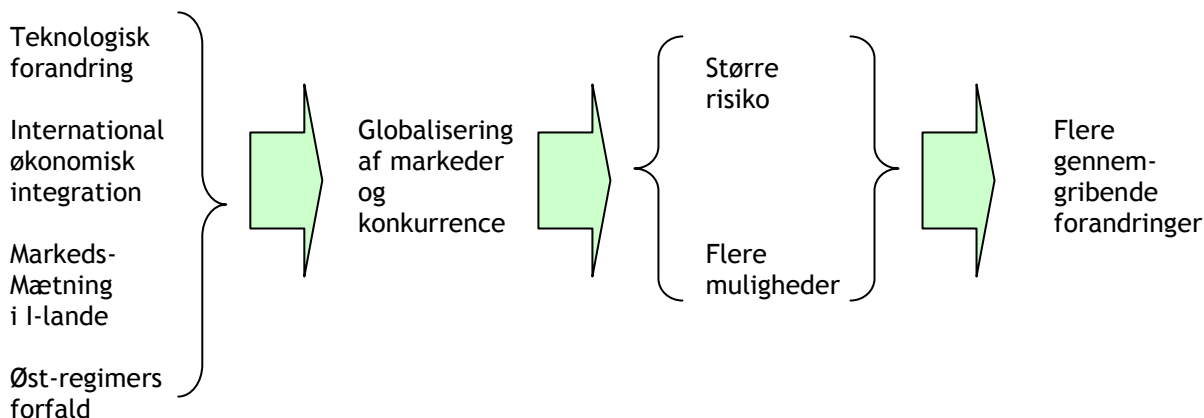 Teknologisk
forandring
International
økonomisk
integration
Markeds-
Mætning
i I-lande
Øst-regimers
forfald
Globalisering
af markeder
og
konkurrence
Større
risiko
Flere
muligheder
Flere
gennem-
gribende
forandringer